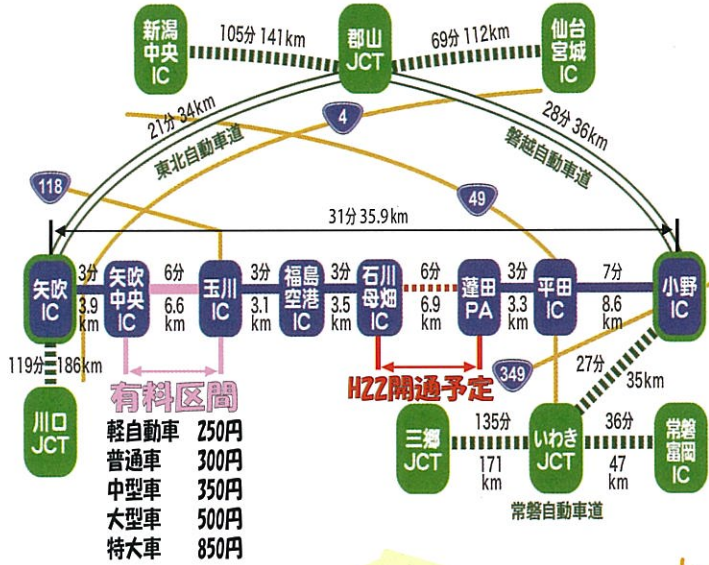 新潟
中央
IC
105分 141km
郡山
JCT
69分 112km
仙台
宮城
IC
21分 34km
東北自動車道
4
28分 36km
磐越自動車道
118
49
31分 35.9km
矢吹
IC
3分
3.9
km
矢吹
中央
IC
6分
6.6
km
玉川
IC
3分
3.1
km
福島
空港
IC
3分
3.5
km
石川
母畑
IC
6分
6.9
km
蓬田
PA
3分
3.3
km
平田
IC
7分
8.6
km
小野
IC
119分 186km
川口
JCT
有料区間
軽自動車 250円
普通車 300円
中型車 350円
大型車 500円
特大車 850円
H22開通予定
349
27分
35km
三郷
JCT
135分
171
km
いわき
JCT
36分
47
km
常磐
富岡
IC
常磐自動車道